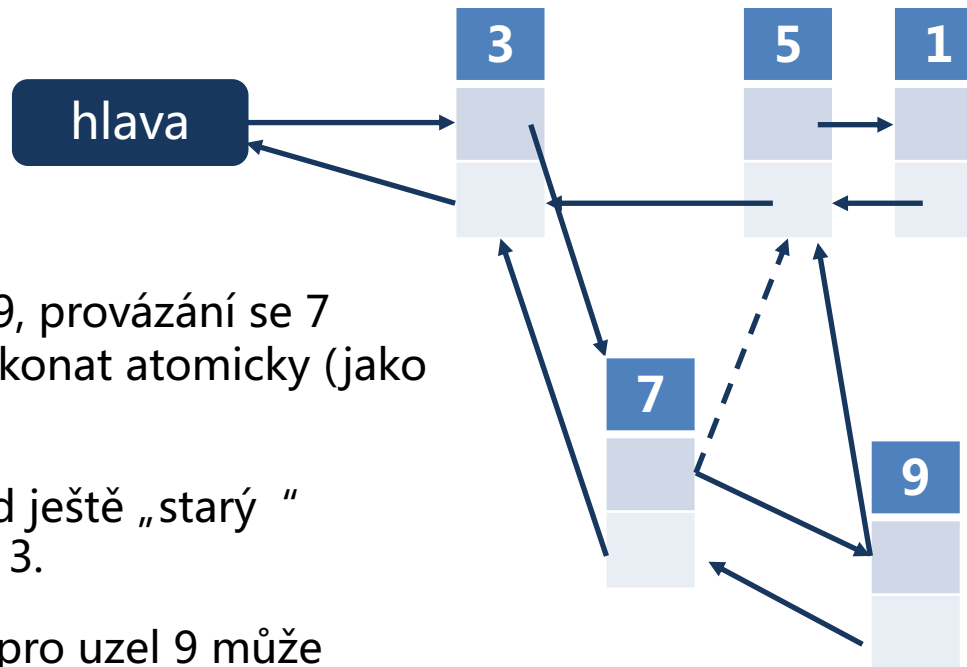 3
5
1
hlava
9, provázání se 7
konat atomicky (jako
7
9
d ještě „starý “
3.
pro uzel 9 může